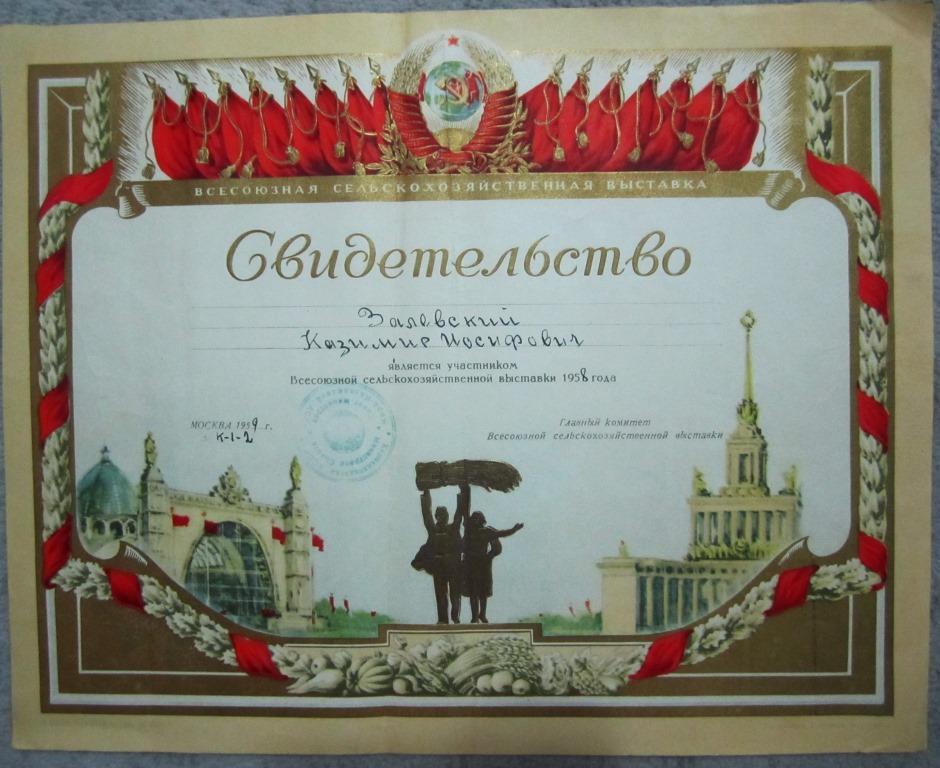 ВСЕСОЮЗНАЯ СЕЛЬСКОХОЗЯЙСТВЕННАЯ ВЫСТАВКА
Свидетельство
Залевский
Казимир Иосифович
является участником
Всесоюзной сельскохозяйственной выставки 1958 года
МОСКВА 1959 г.
К-1-2
Главный комитет
Всесоюзной сельскохозяйственной выставки